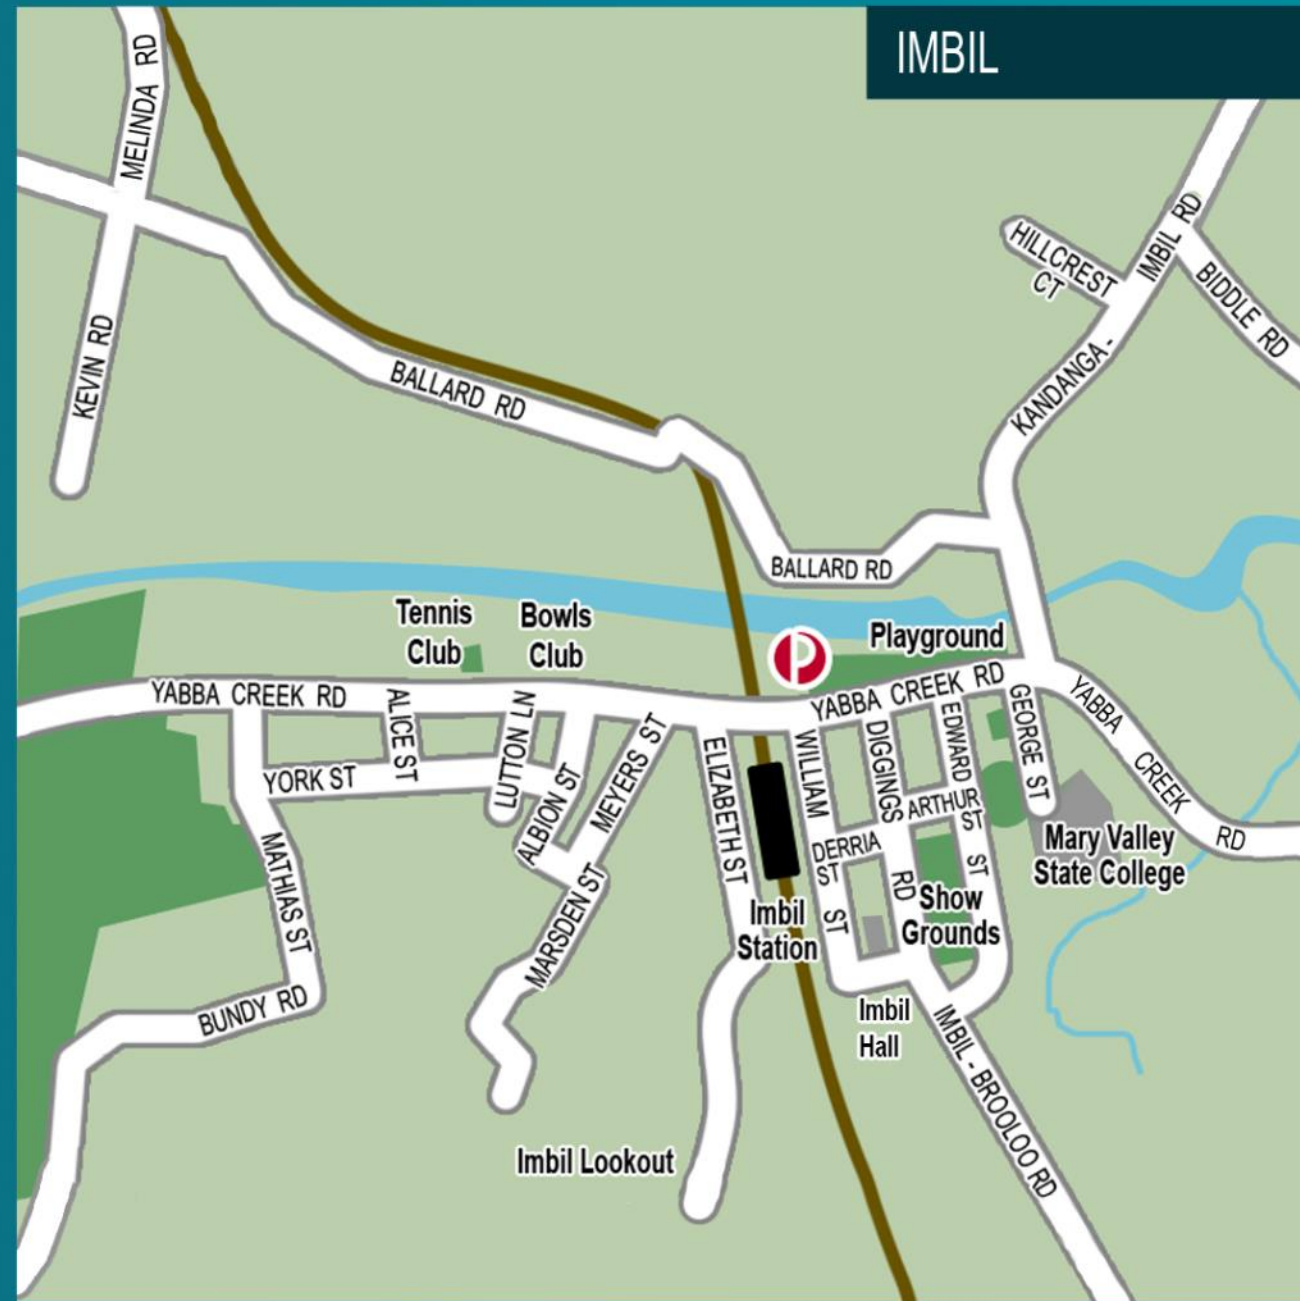 IMBIL
MELINDA RD
KEVIN RD
BALLARD RD
HILLCREST
CT
KANDANGA -
IMBIL RD
BIDDLE RD
BALLARD RD
Tennis
Club
Bowls
Club
P
Playground
YABBA CREEK RD
YABBA CREEK RD
YABBA CREEK RD
ALICE ST
LUTTON LN
YORK ST
ALBION ST
MEYERS ST
ELIZABETH ST
WILLIAM
ST
DIGGINGS
RD
EDWARD
ST
GEORGE ST
ARTHUR
ST
DERRIA
ST
Mary Valley
State College
MATHIAS ST
MARSDEN ST
Show
Grounds
Imbil
Station
BUNDY RD
Imbil
Hall
IMBIL - BROOLOO RD
Imbil Lookout